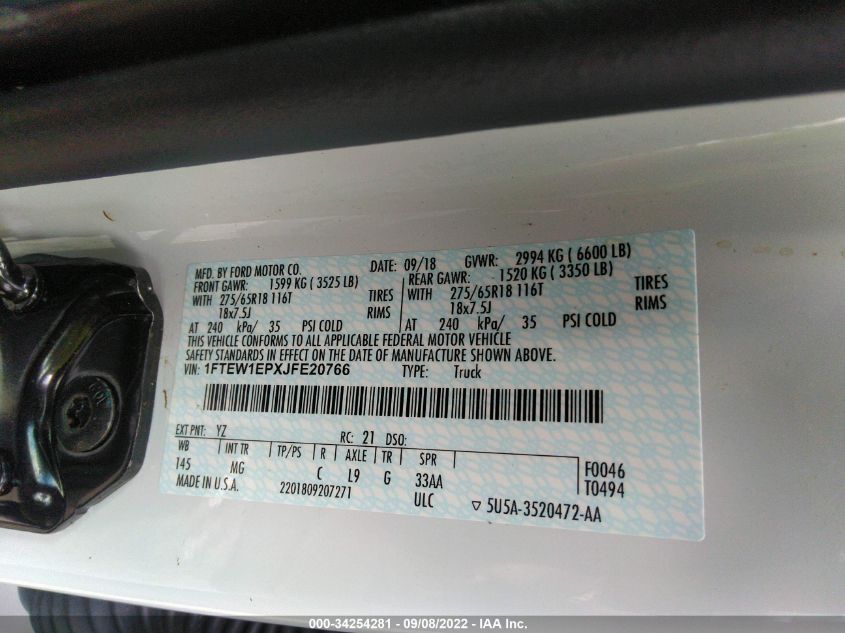 MFD. BY FORD MOTOR CO. DATE: 09/18 GVWR: 2994 KG ( 6600 LB)
FRONT GAWR: 1599 KG ( 3525 LB) REAR GAWR: 1520 KG ( 3350 LB)
WITH 275/65R18 116T TIRES WITH 275/65R18 116T TIRES
18x7.5J RIMS 18x7.5J RIMS
AT 240 kPa/ 35 PSI COLD AT 240 kPa/ 35 PSI COLD
THIS VEHICLE CONFORMS TO ALL APPLICABLE FEDERAL MOTOR VEHICLE
SAFETY STANDARDS IN EFFECT ON THE DATE OF MANUFACTURE SHOWN ABOVE.
VIN: 1FTEW1EPXJFE20766 TYPE: Truck
EXT PNT: YZ RC: 21 DSO:
WB INT TR TP/PS R AXLE TR SPR F0046
145 MG C L9 G 33AA T0494
MADE IN U.S.A. 2201809207271 ULC ▽ 5U5A-3520472-AA
000-34254281 - 09/08/2022 - IAA Inc.